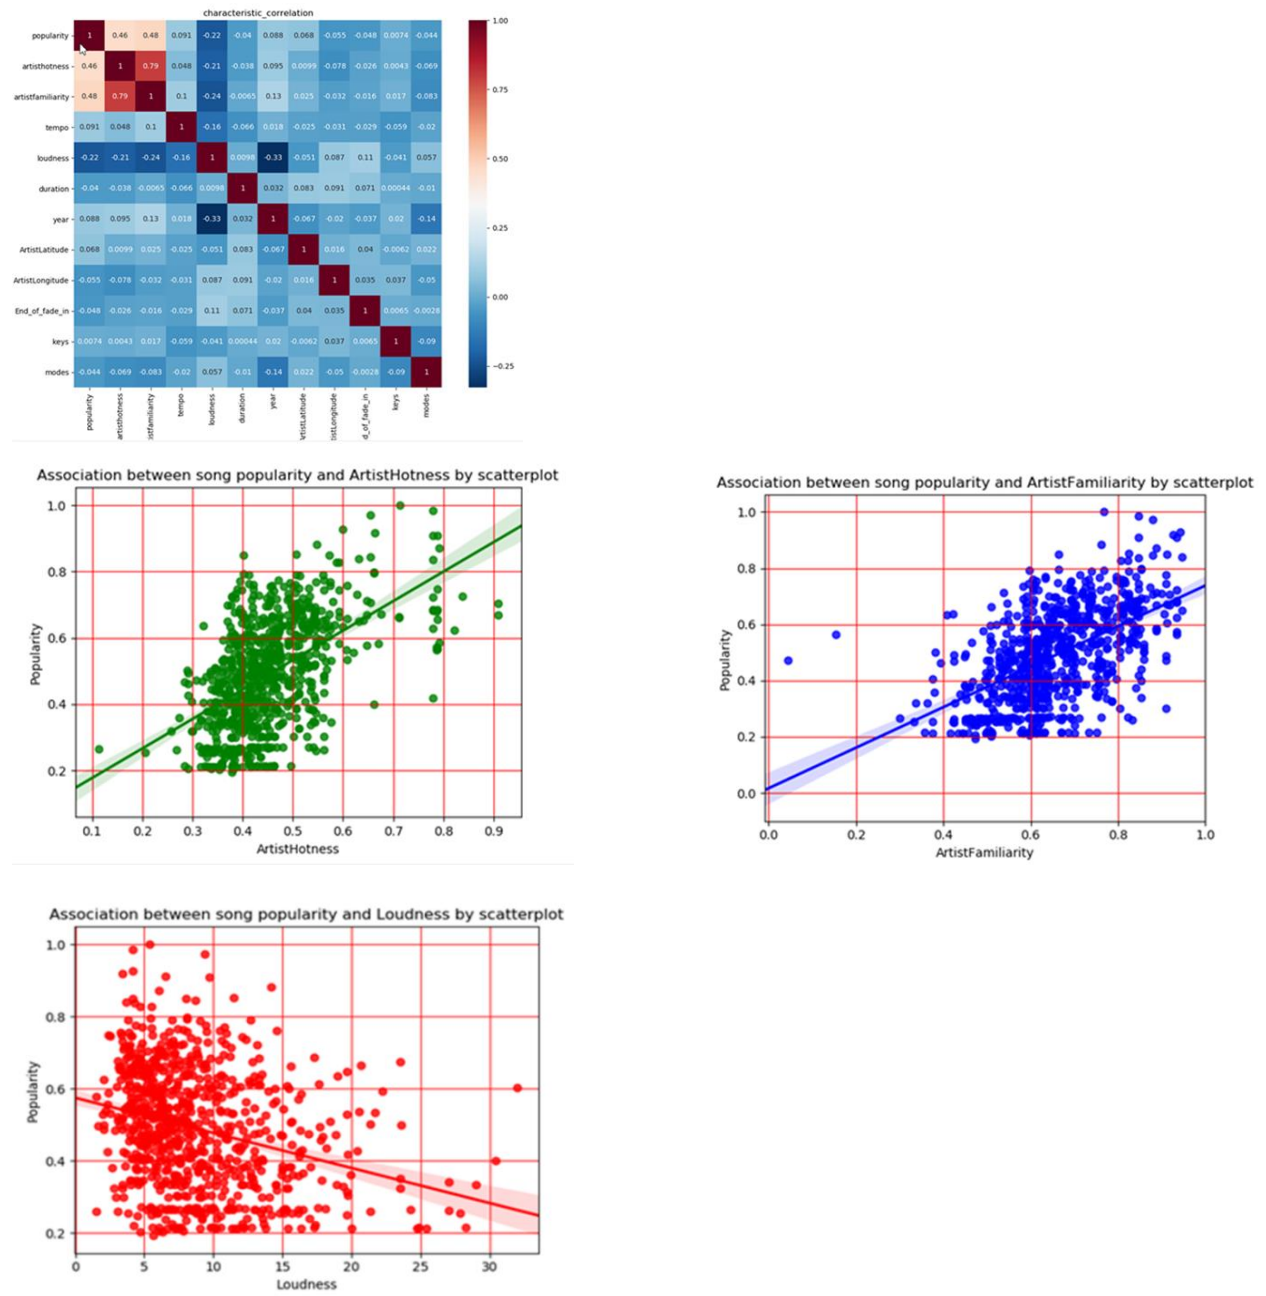 characteristic_correlation
popularity 1 0.46 0.48 0.091 -0.22 -0.04 0.088 0.068 -0.055 -0.048 0.0074 -0.044
artisthotness 0.46 1 0.79 0.048 -0.21 -0.038 0.095 0.0099 -0.078 -0.026 0.0043 -0.069
artistfamiliarity 0.48 0.79 1 0.1 -0.24 -0.0065 0.13 0.025 -0.032 -0.016 0.017 -0.083
tempo 0.091 0.048 0.1 1 -0.16 -0.066 0.018 -0.025 -0.031 -0.029 -0.059 -0.02
loudness -0.22 -0.21 -0.24 -0.16 1 0.0098 -0.33 -0.051 0.087 0.11 -0.041 0.057
duration -0.04 -0.038 -0.0065 -0.066 0.0098 1 0.032 0.083 0.091 0.071 0.00044 -0.01
year 0.088 0.095 0.13 0.018 -0.33 0.032 1 -0.067 -0.02 -0.037 0.02 -0.14
ArtistLatitude 0.068 0.0099 0.025 -0.025 -0.051 0.083 -0.067 1 0.016 0.04 -0.0062 0.022
ArtistLongitude -0.055 -0.078 -0.032 -0.031 0.087 0.091 -0.02 0.016 1 0.035 0.037 -0.05
End_of_fade_in -0.048 -0.026 -0.016 -0.029 0.11 0.071 -0.037 0.04 0.035 1 0.0065 -0.0028
keys 0.0074 0.0043 0.017 -0.059 -0.041 0.00044 0.02 -0.0062 0.037 0.0065 1 -0.09
modes -0.044 -0.069 -0.083 -0.02 0.057 -0.01 -0.14 0.022 -0.05 -0.0028 -0.09 1
popularity artisthotness istfamiliarity tempo loudness duration year \rtistLatitude tistLongitude d_of_fade_in keys modes
1.00
0.75
0.50
0.25
0.00
−0.25
Association between song popularity and ArtistHotness by scatterplot
1.0
0.8
0.6
0.4
0.2
Popularity
0.1 0.2 0.3 0.4 0.5 0.6 0.7 0.8 0.9
ArtistHotness
Association between song popularity and ArtistFamiliarity by scatterplot
1.0
0.8
0.6
0.4
0.2
0.0
Popularity
0.0 0.2 0.4 0.6 0.8 1.0
ArtistFamiliarity
Association between song popularity and Loudness by scatterplot
1.0
0.8
0.6
0.4
0.2
Popularity
0 5 10 15 20 25 30
Loudness